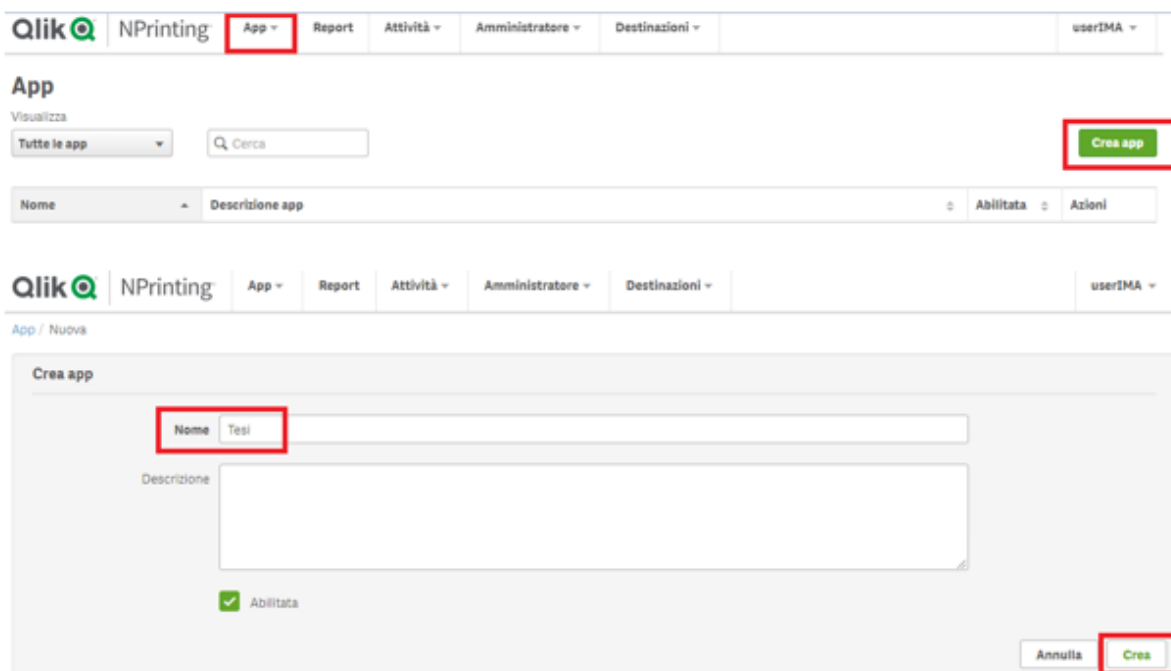 Qlik NPrinting App Report Attività Amministratore Destinazioni userIMA
App
Visualizza
Tutte le app Cerca Crea app
Nome Descrizione app Abilitata Azioni
Qlik NPrinting App Report Attività Amministratore Destinazioni userIMA
App / Nuova
Crea app
Nome Tesi
Descrizione
Abilitata
Annulla Crea